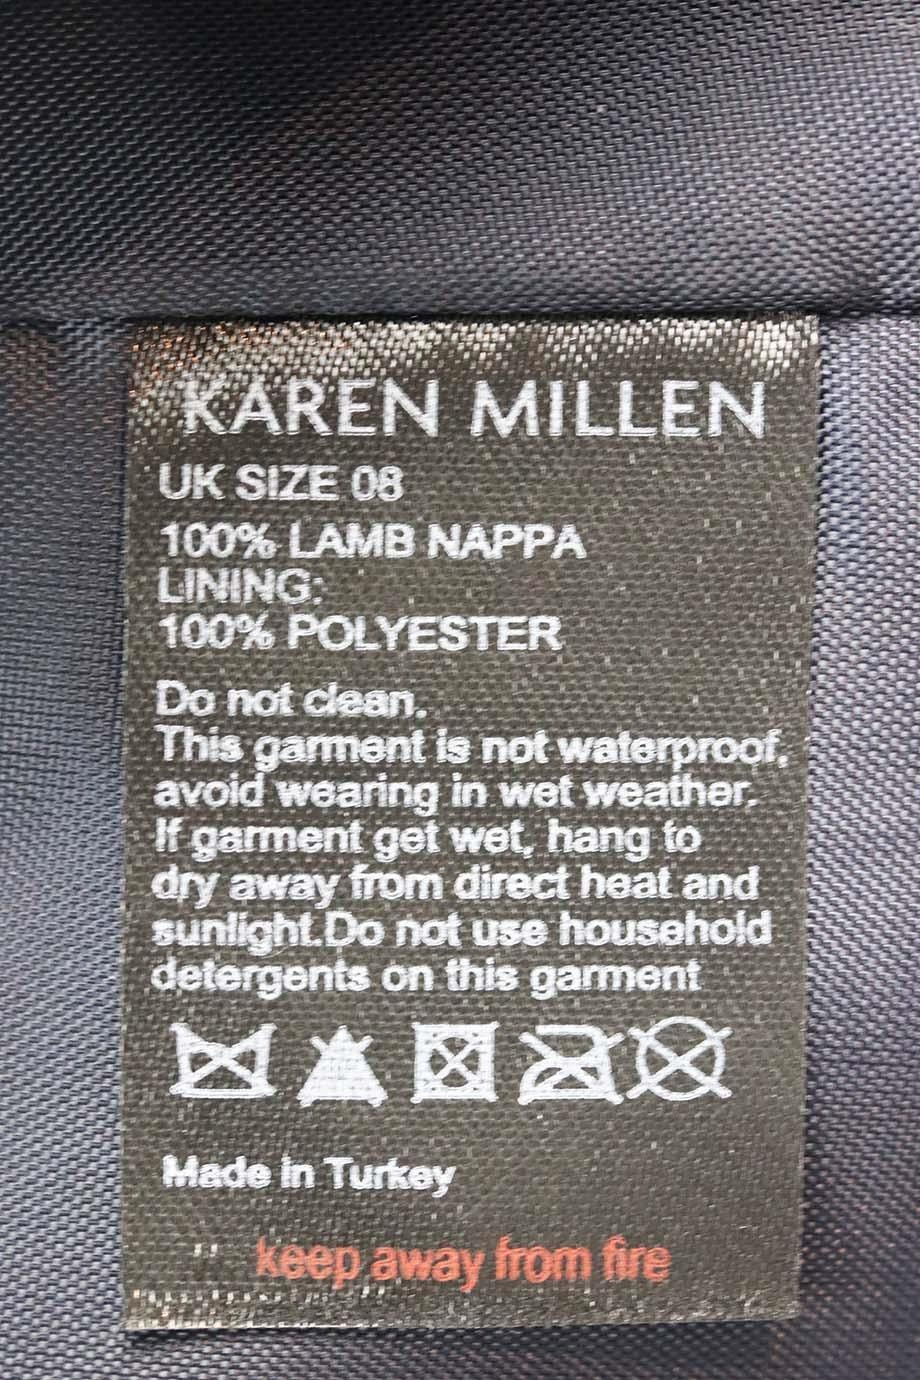 KAREN MILLEN
UK SIZE 08
100% LAMB NAPPA
LINING:
100% POLYESTER
Do not clean.
This garment is not waterproof,
avoid wearing in wet weather.
If garment get wet, hang to
dry away from direct heat and
sunlight.Do not use household
detergents on this garment
Made in Turkey
keep away from fire